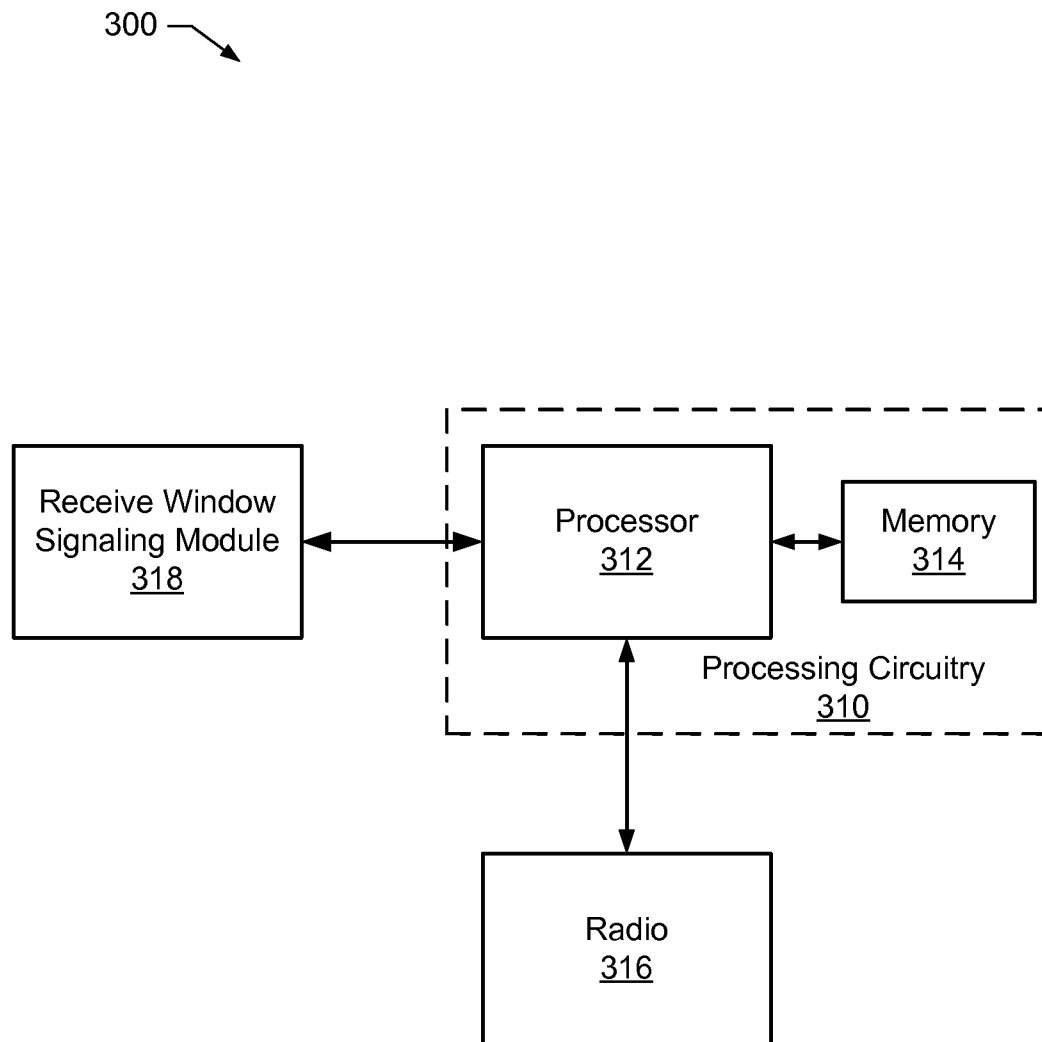 300
Receive Window
Signaling Module
318
Processor
312
Memory
314
Processing Circuitry
310
Radio
316